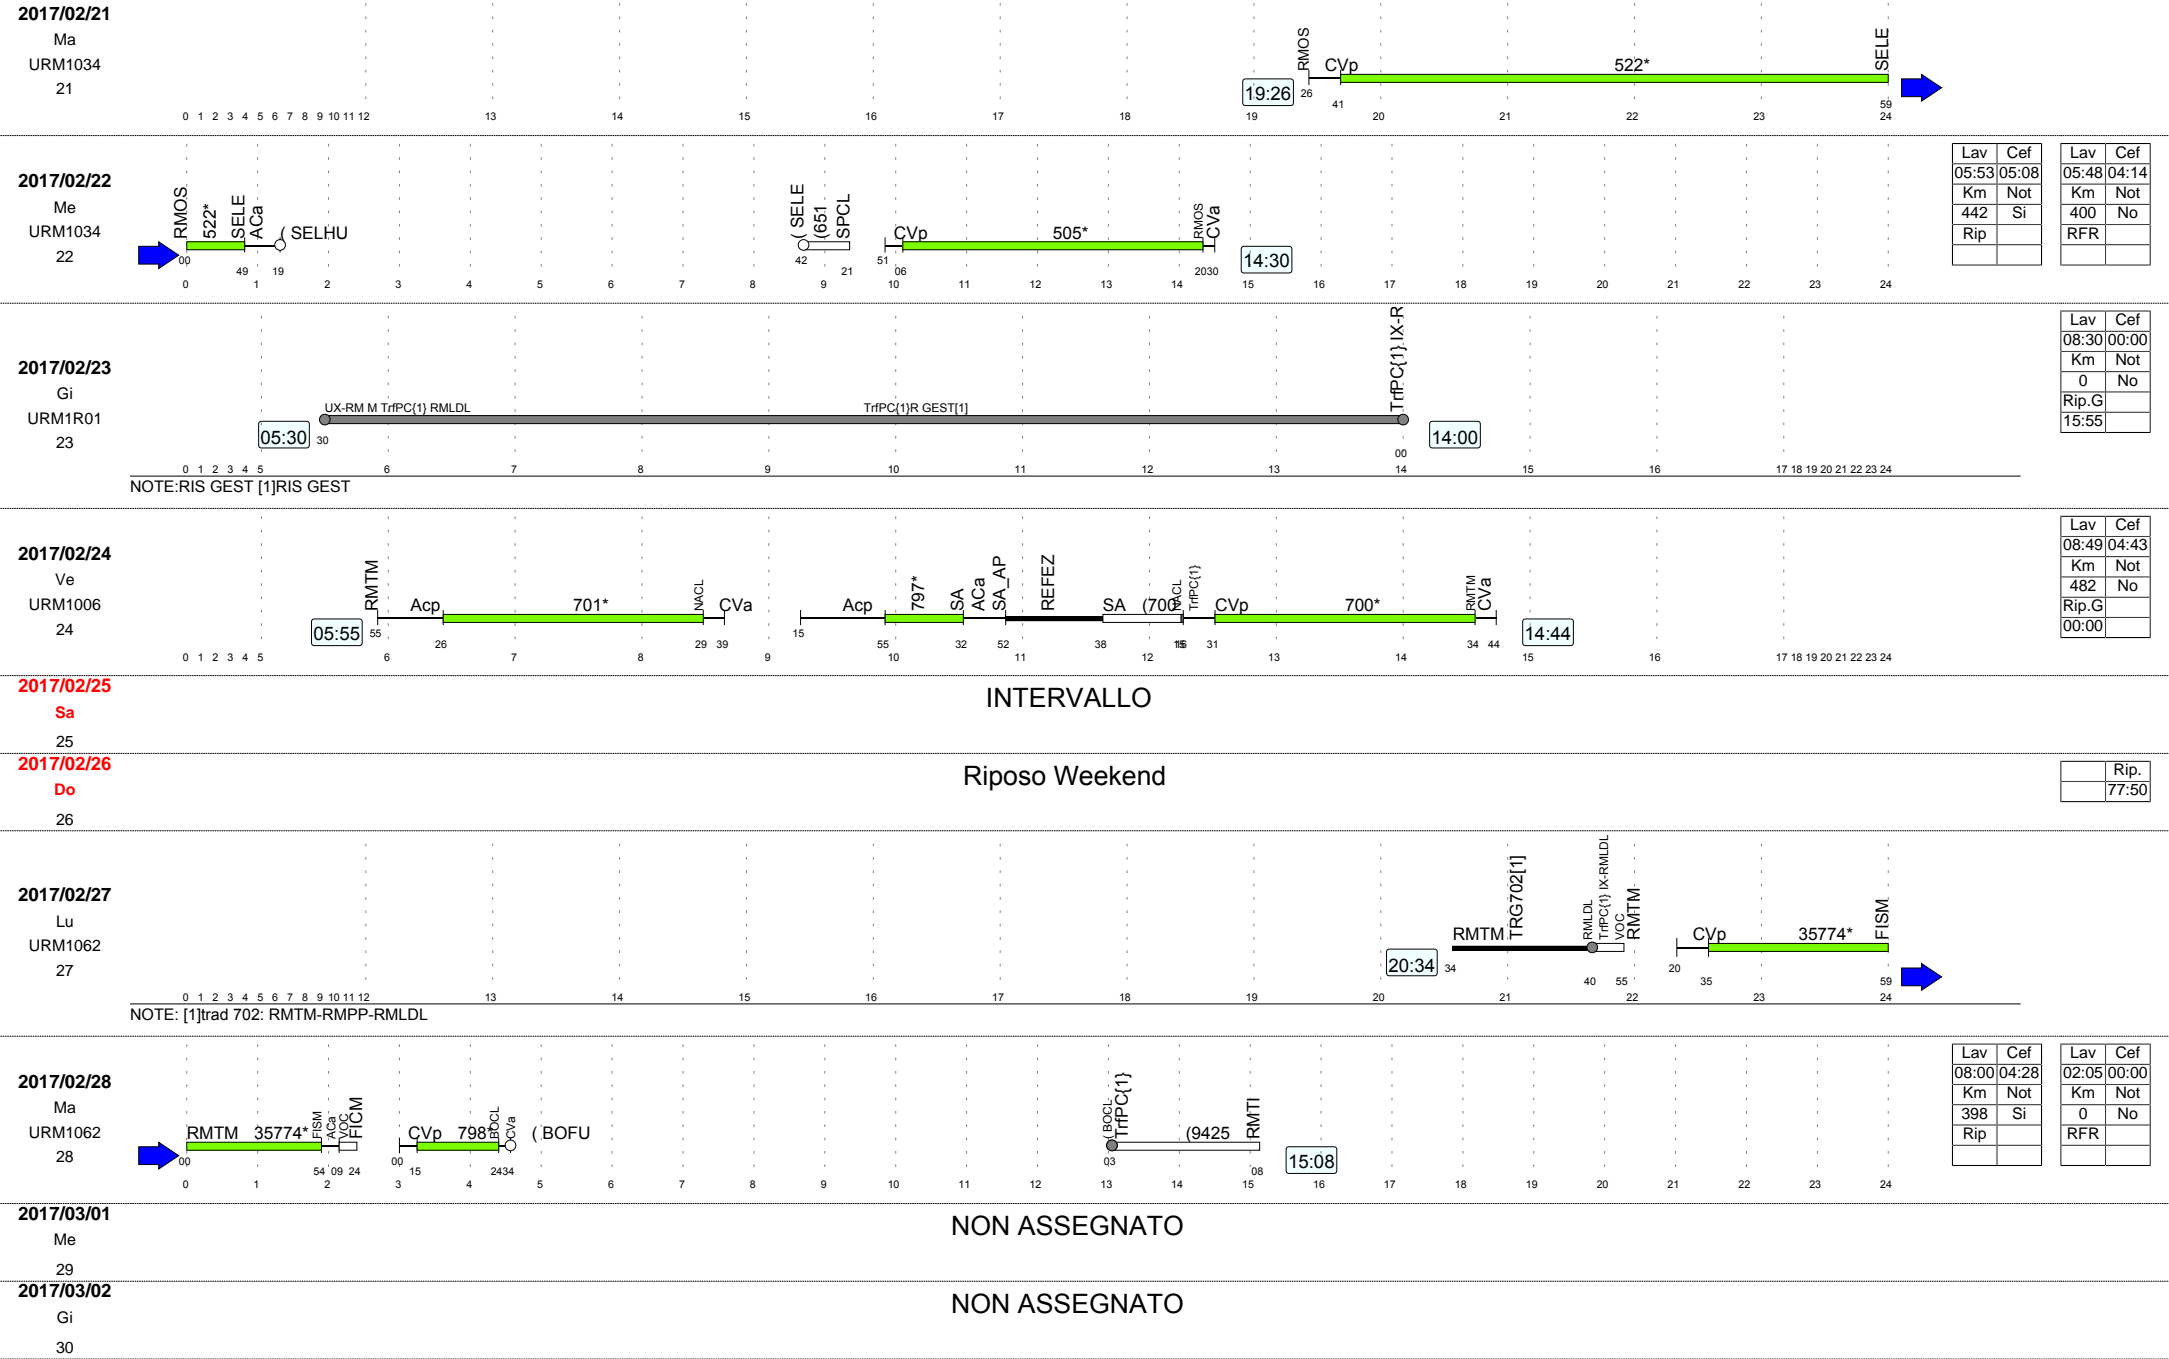 2017/02/21
Ma
URM1034
21
19:26
RMOS
CVp
522*
SELE
26
41
59
0 1 2 3 4 5 6 7 8 9 10 11 12 13 14 15 16 17 18 19 20 21 22 23 24
2017/02/22
Me
URM1034
22
RMOS
522*
SELE
ACa
( SELHU
( SELE
(651
SPCL
CVp
505*
RMOS
CVa
00
49
19
42
21
51
06
2030
14:30
0 1 2 3 4 5 6 7 8 9 10 11 12 13 14 15 16 17 18 19 20 21 22 23 24
Lav Cef Lav Cef
05:53 05:08 05:48 04:14
Km Not Km Not
442 Si 400 No
Rip RFR
2017/02/23
Gi
URM1R01
23
05:30
UX-RM M TrfPC{1} RMLDL
TrfPC{1}R GEST[1]
TrfPC{1} IX-R
30
00
14:00
0 1 2 3 4 5 6 7 8 9 10 11 12 13 14 15 16 17 18 19 20 21 22 23 24
NOTE:RIS GEST [1]RIS GEST
Lav Cef
08:30 00:00
Km Not
0 No
Rip.G
15:55
2017/02/24
Ve
URM1006
24
05:55
RMTM
Acp
701*
NACL
CVa
Acp
797*
SA
ACa
SA_AP
REFEZ
SA
(700
NACL
TrfPC{1}
CVp
700*
RMTM
CVa
55
26
29
39
15
55
32
52
38
15
16
31
34
44
14:44
0 1 2 3 4 5 6 7 8 9 10 11 12 13 14 15 16 17 18 19 20 21 22 23 24
Lav Cef
08:49 04:43
Km Not
482 No
Rip.G
00:00
2017/02/25
Sa
25
INTERVALLO
2017/02/26
Do
26
Riposo Weekend
Rip.
77:50
2017/02/27
Lu
URM1062
27
20:34
RMTM
TRG702[1]
RMLDL
TrfPC{1} IX-RMLDL
VOC
RMTM
CVp
35774*
FISM
34
40
55
20
35
59
0 1 2 3 4 5 6 7 8 9 10 11 12 13 14 15 16 17 18 19 20 21 22 23 24
NOTE: [1]trad 702: RMTM-RMPP-RMLDL
2017/02/28
Ma
URM1062
28
RMTM
35774*
FISM
ACa
VOC
FICM
CVp
798*
BOCL
CVa
( BOFU
( BOCL
TrfPC{1}
(9425
RMTI
00
54
09
24
00
15
2434
03
08
15:08
0 1 2 3 4 5 6 7 8 9 10 11 12 13 14 15 16 17 18 19 20 21 22 23 24
Lav Cef Lav Cef
08:00 04:28 02:05 00:00
Km Not Km Not
398 Si 0 No
Rip RFR
2017/03/01
Me
29
NON ASSEGNATO
2017/03/02
Gi
30
NON ASSEGNATO